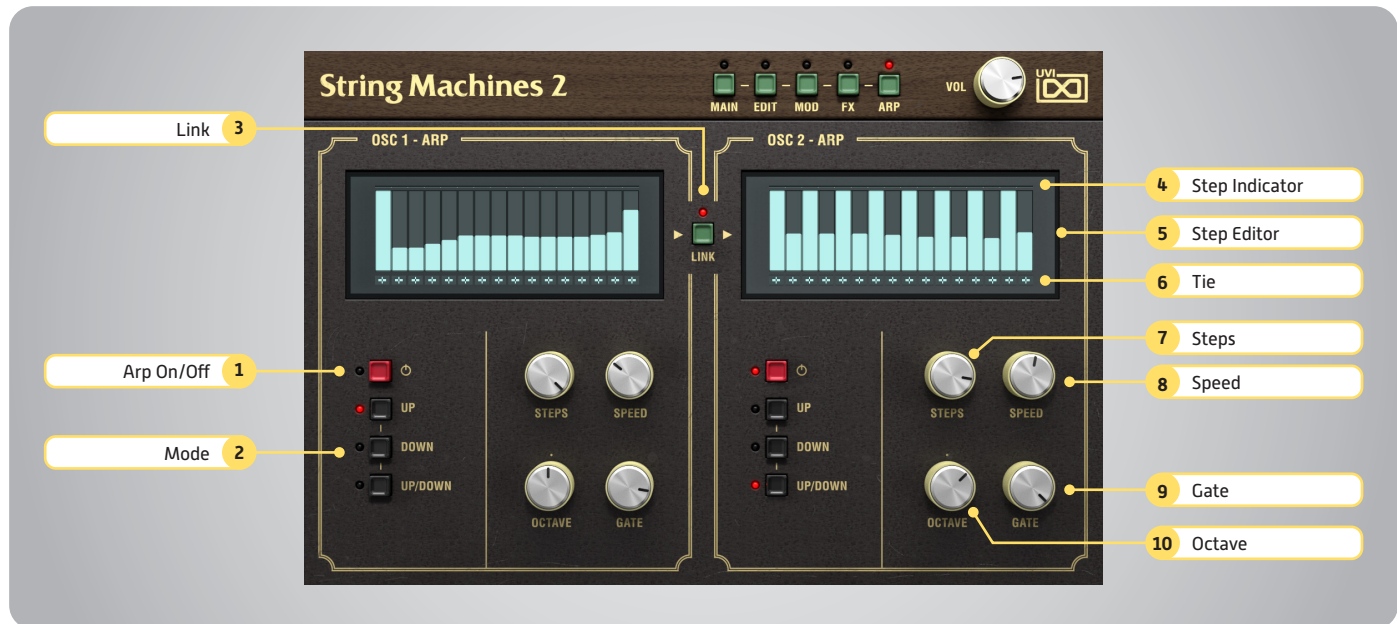 String Machines 2
MAIN EDIT MOD FX ARP
VOL
UVI
Link 3
OSC 1 - ARP
OSC 2 - ARP
LINK
4 Step Indicator
5 Step Editor
6 Tie
Arp On/Off 1
Mode 2
UP
DOWN
UP/DOWN
STEPS SPEED
OCTAVE GATE
UP
DOWN
UP/DOWN
STEPS SPEED
OCTAVE GATE
7 Steps
8 Speed
9 Gate
10 Octave